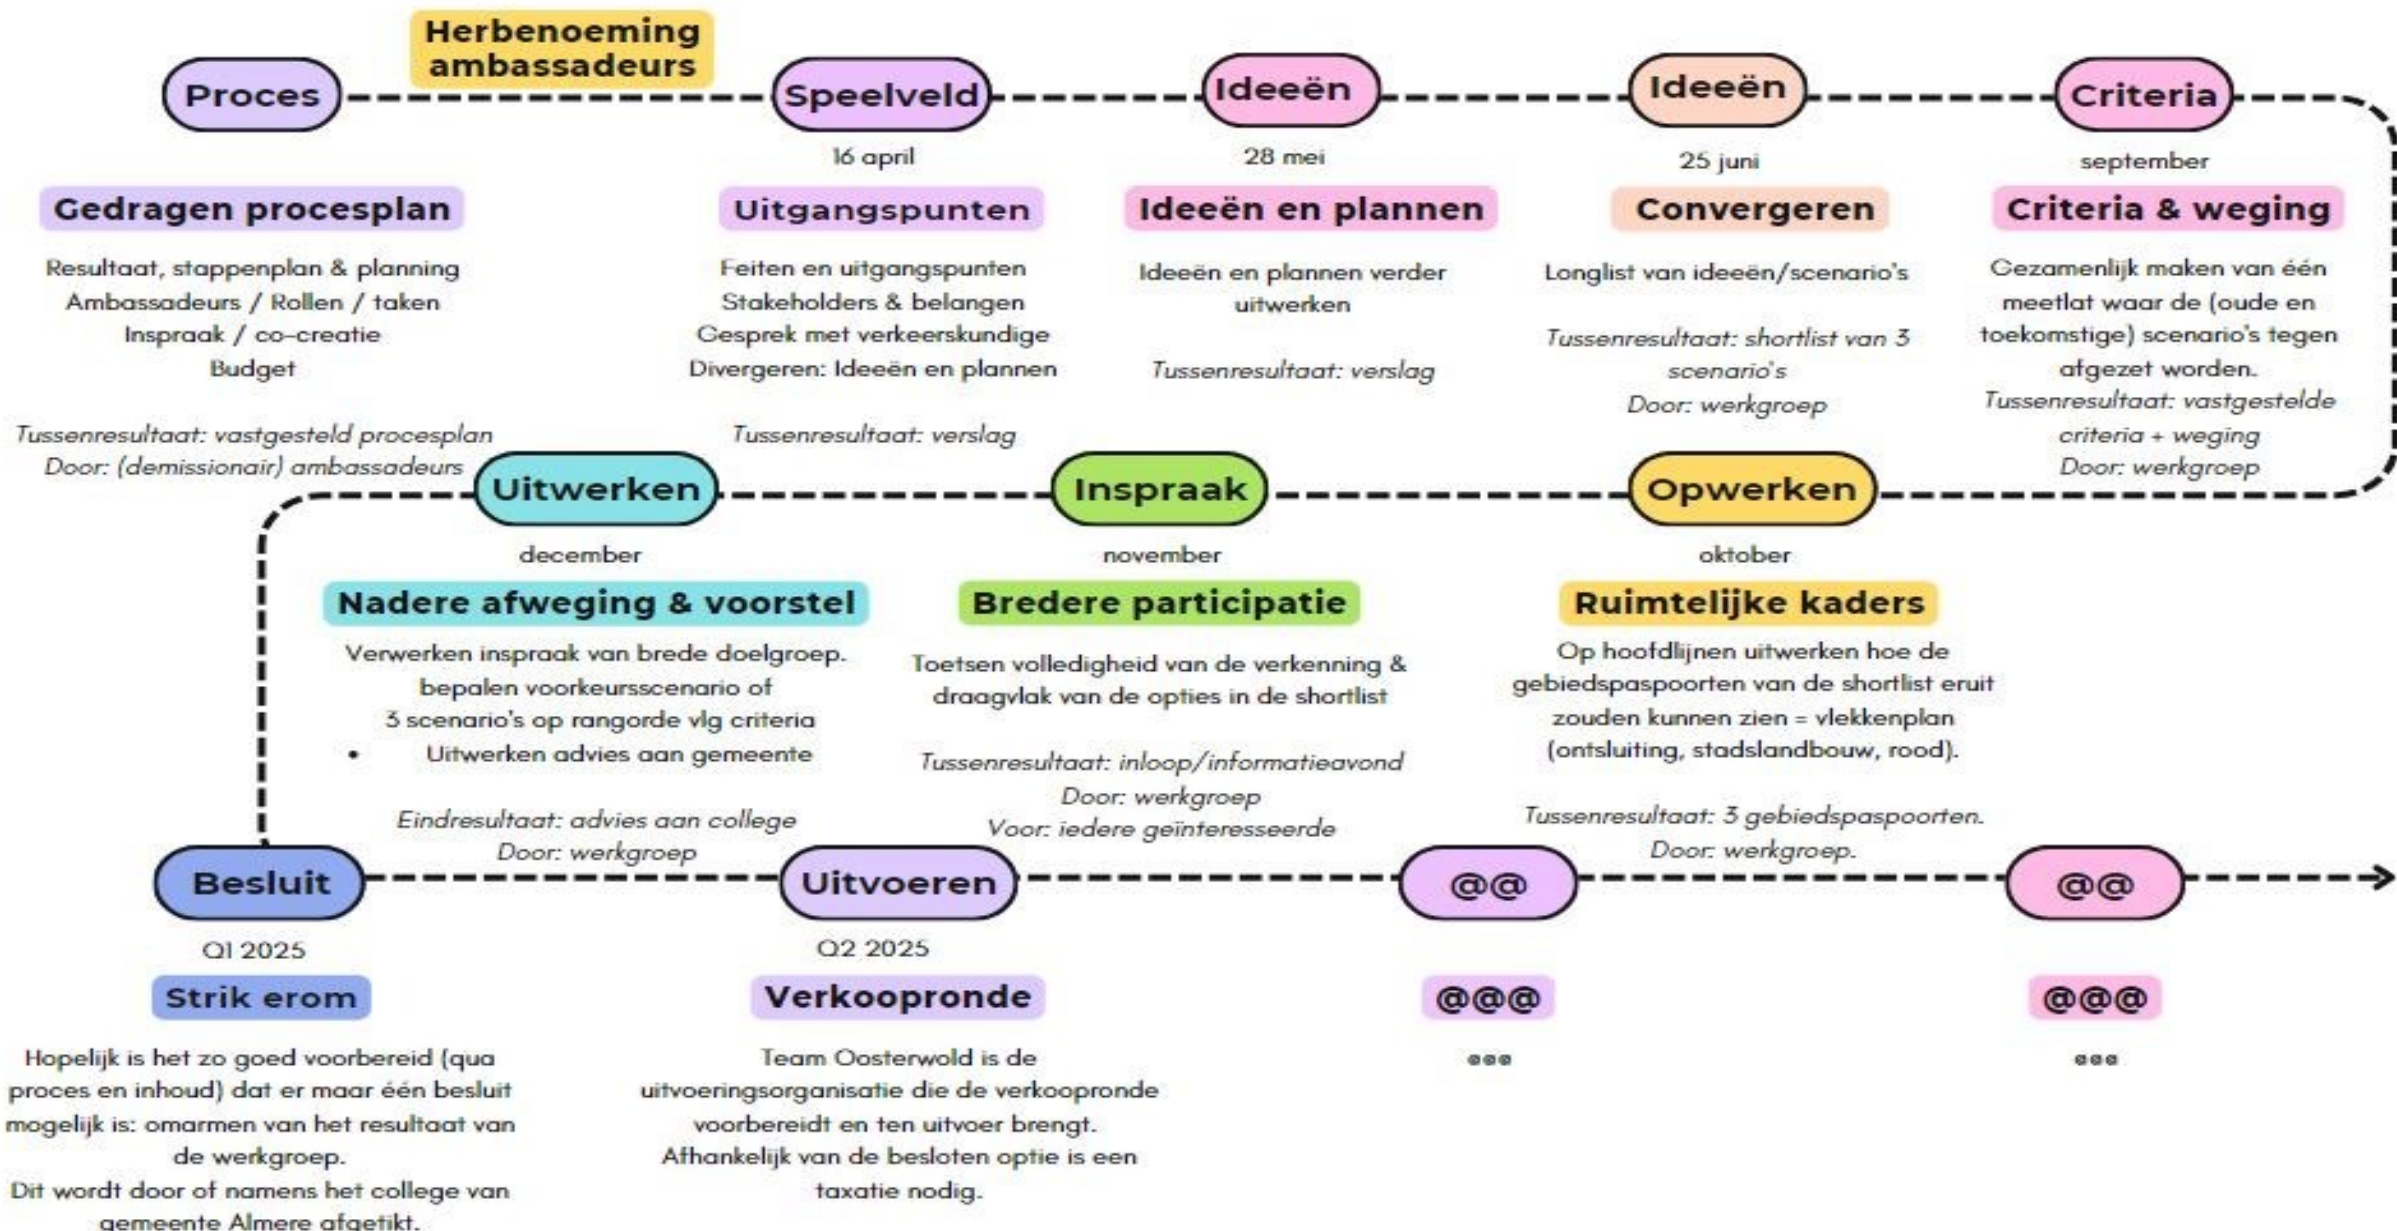 Herbenoeming
ambassadeurs
Proces
Speelveld
Ideeën
Ideeën
Criteria
16 april
28 mei
25 juni
september
Gedragen procesplan
Resultaat, stappenplan & planning
Ambassadeurs / Rollen / taken
Inspraak / co-creatie
Budget
Tussenresultaat: vastgesteld procesplan
Door: (demissionair) ambassadeurs
Uitgangspunten
Feiten en uitgangspunten
Stakeholders & belangen
Gesprek met verkeerskundige
Divergeren: Ideeën en plannen
Tussenresultaat: verslag
Ideeën en plannen
Ideeën en plannen verder
uitwerken
Tussenresultaat: verslag
Convergeren
Longlist van ideeën/scenario's
Tussenresultaat: shortlist van 3
scenario's
Door: werkgroep
Criteria & weging
Gezamenlijk maken van één
meetlat waar de (oude en
toekomstige) scenario's tegen
afgezet worden.
Tussenresultaat: vastgestelde
criteria + weging
Door: werkgroep
Uitwerken
Inspraak
Opwerken
december
november
oktober
Nadere afweging & voorstel
Verwerken inspraak van brede doelgroep.
bepalen voorkeursscenario of
3 scenario's op rangorde vlg criteria
• Uitwerken advies aan gemeente
Eindresultaat: advies aan college
Door: werkgroep
Bredere participatie
Toetsen volledigheid van de verkenning &
draagvlak van de opties in de shortlist
Tussenresultaat: inloop/informatieavond
Door: werkgroep
Voor: iedere geïnteresseerde
Ruimtelijke kaders
Op hoofdlijnen uitwerken hoe de
gebiedspaspoorten van de shortlist eruit
zouden kunnen zien = vlekkenplan
(ontsluiting, stadslandbouw, rood).
Tussenresultaat: 3 gebiedspaspoorten.
Door: werkgroep.
Besluit
Uitvoeren
@@
@@
Q1 2025
Q2 2025
Strik erom
Hopelijk is het zo goed voorbereid (qua
proces en inhoud) dat er maar één besluit
mogelijk is: omarmen van het resultaat van
de werkgroep.
Dit wordt door of namens het college van
gemeente Almere afgetikt.
Verkoopronde
Team Oosterwold is de
uitvoeringsorganisatie die de verkoopronde
voorbereidt en ten uitvoer brengt.
Afhankelijk van de besloten optie is een
taxatie nodig.
@@@
@@@
@@@
@@@